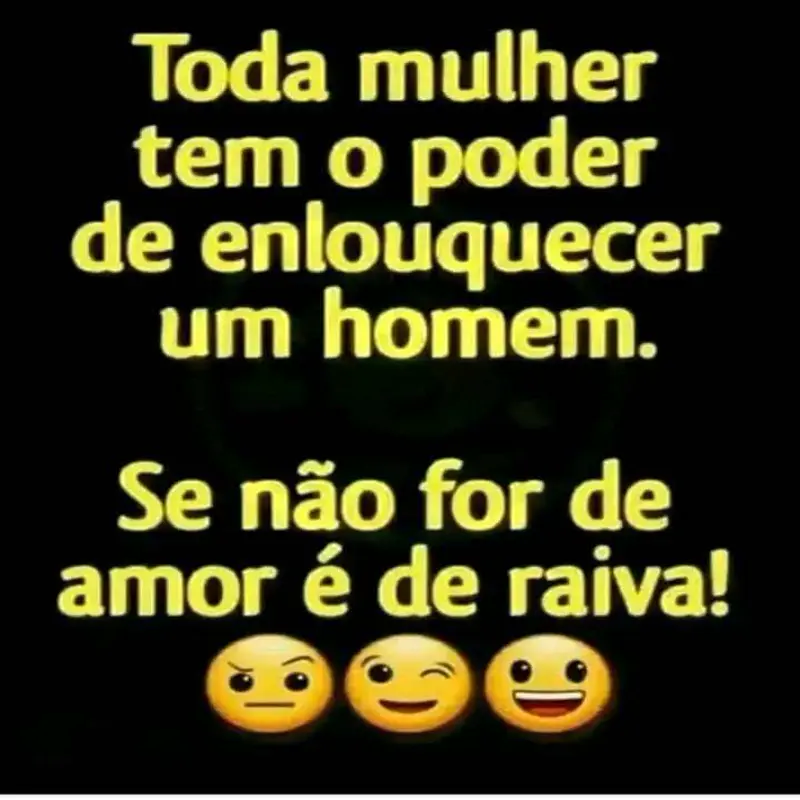 Toda mulher
tem o poder
de enlouquecer
um homem.
Se não for de
amor é de raiva!